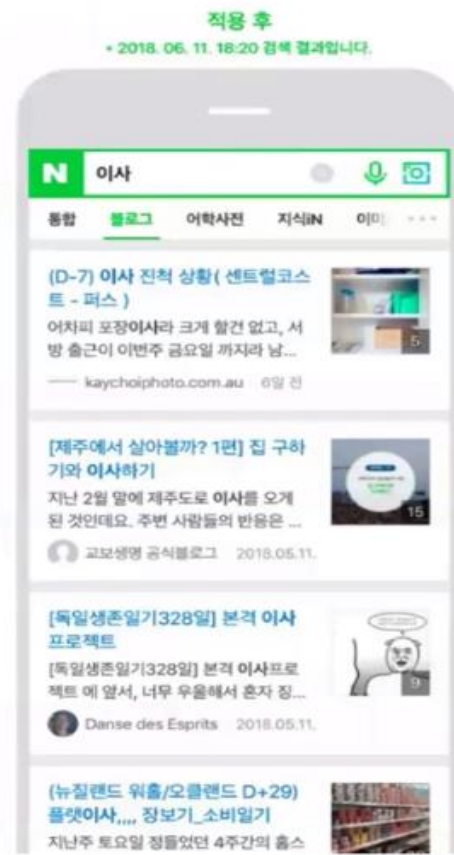 적용 후
• 2018. 06. 11. 18:20 검색 결과입니다.
N 이사
통합 블로그 어학사전 지식iN 이미
(D-7) 이사 진척 상황( 센트럴코스
트 - 퍼스 )
어차피 포장이사라 크게 할건 없고, 서
방 출근이 이번주 금요일 까지라 남...
5
kaychoiphoto.com.au 6일 전
[제주에서 살아볼까? 1편] 집 구하
기와 이사하기
지난 2월 말에 제주도로 이사를 오게
된 것인데요. 주변 사람들의 반응은 ...
15
교보생명 공식블로그 2018.05.11.
[독일생존일기328일] 본격 이사
프로젝트
[독일생존일기328일] 본격 이사프로
젝트 에 앞서, 너무 우울해서 혼자 징...
9
Danse des Esprits 2018.05.11.
(뉴질랜드 워홀/오클랜드 D+29)
플랫이사,,,, 장보기_소비일기
지난주 토요일 정들었던 4주간의 홈스